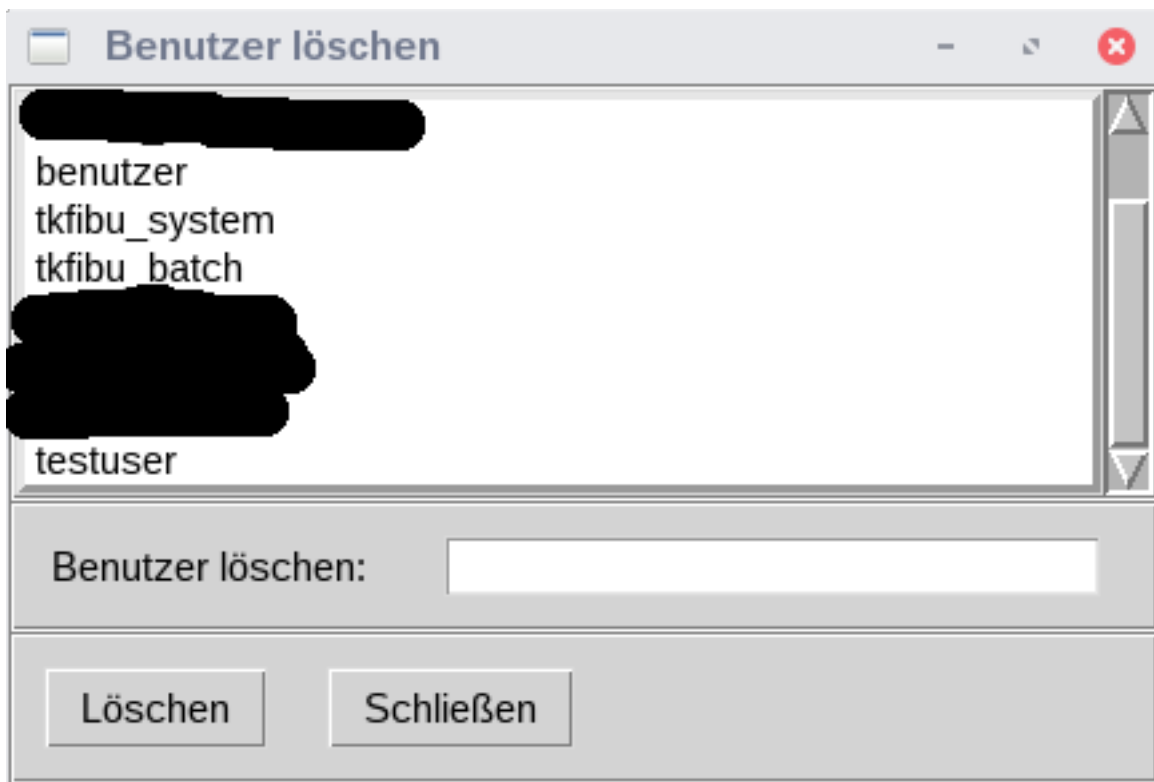 Benutzer löschen
benutzer
tkfibu_system
tkfibu_batch
testuser
Benutzer löschen:
Löschen
Schließen